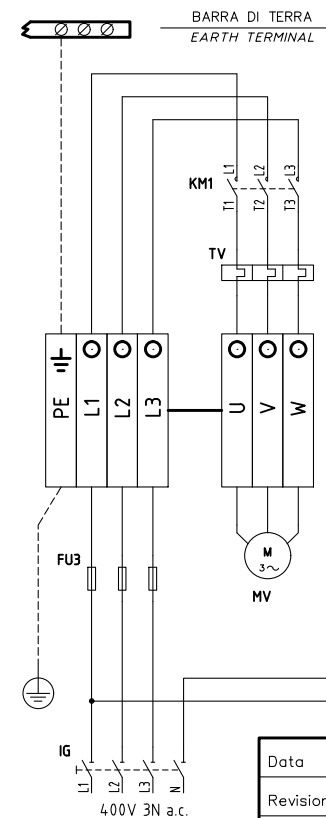 BARRA DI TERRA
EARTH TERMINAL
KM1
L1 L2 L3
T1 T2 T3
TV
PE L1 L2 L3 U V W
FU3
M
3~
MV
IG
L1 L2 L3 N
400V 3N a.c.
Data
Revision